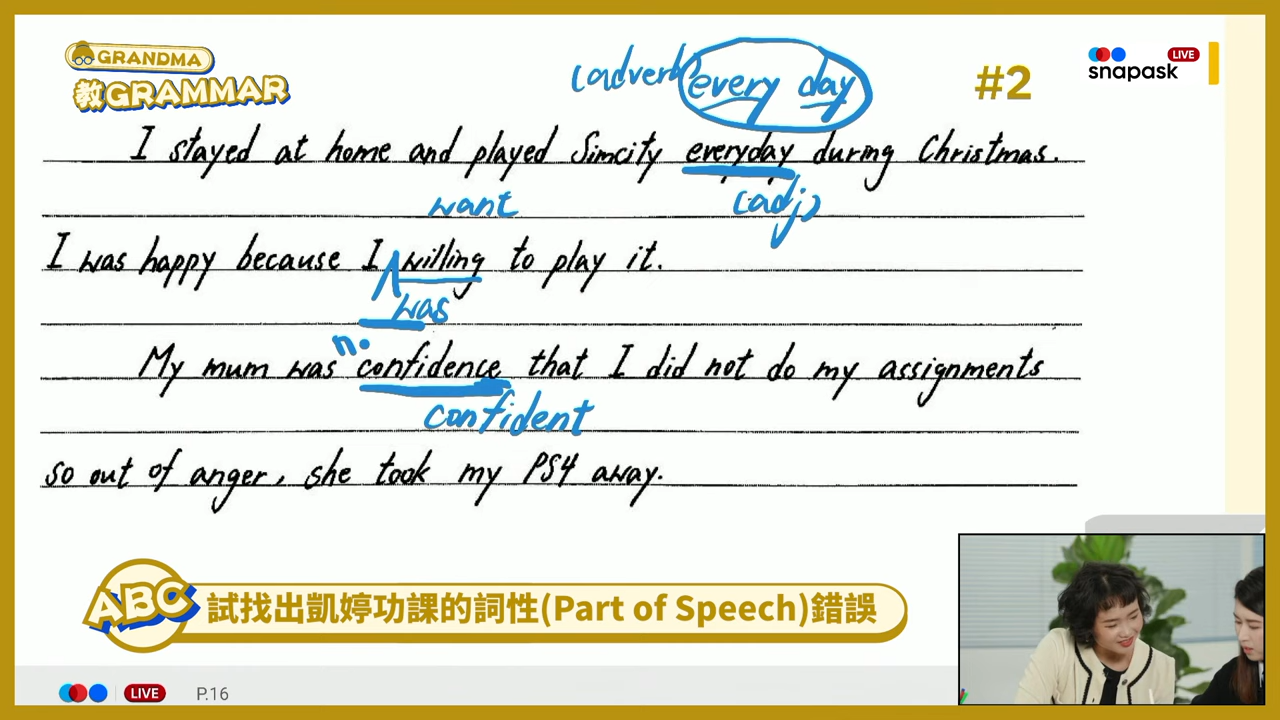 GRANDMA
教GRAMMAR
#2
LIVE
snapask
(adverb) every day
I stayed at home and played Simcity everyday during Christmas.
want
(adj)
I was happy because I willing to play it.
was
n.
My mum was confidence that I did not do my assignments
confident
so out of anger, she took my PS4 away.
ABC
試找出凱婷功課的詞性(Part of Speech)錯誤
LIVE
P.16